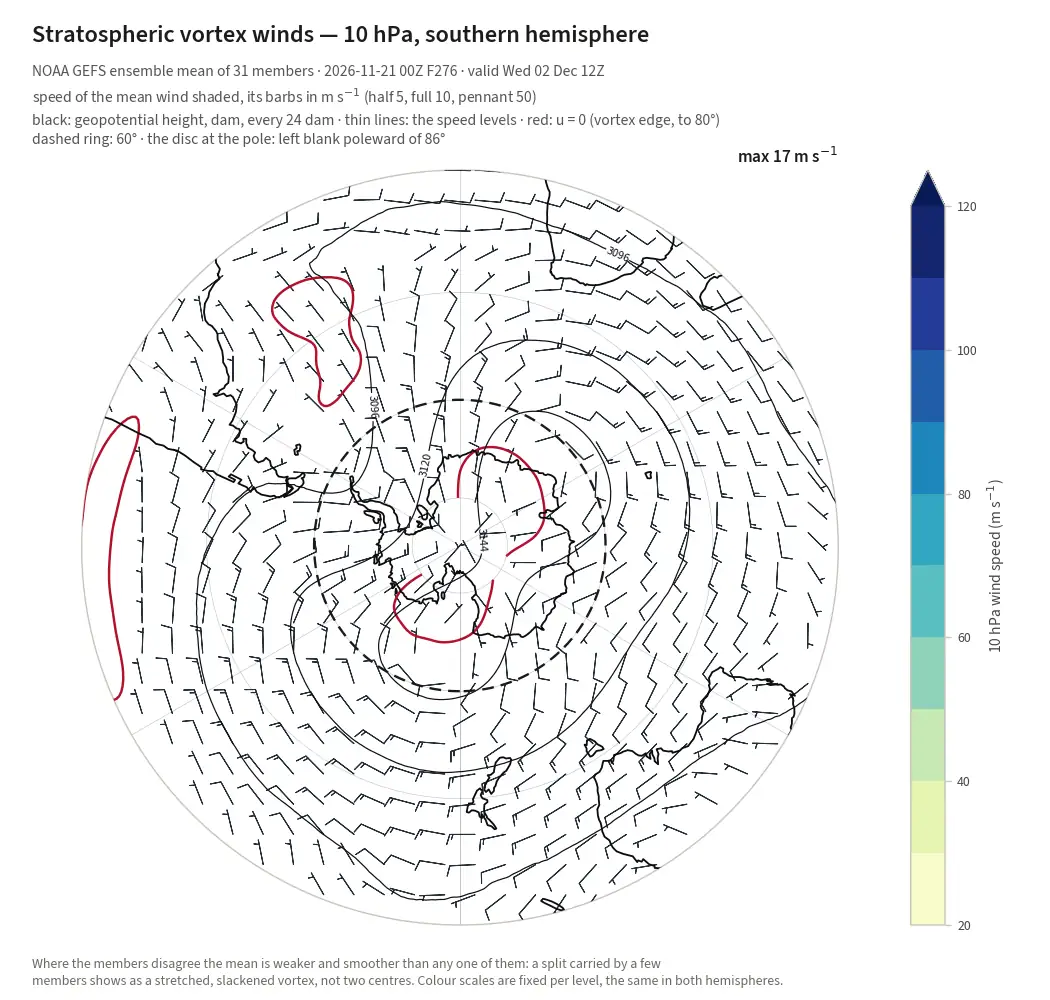 Stratospheric vortex winds — 10 hPa, southern hemisphere
NOAA GEFS ensemble mean of 31 members · 2026-11-21 00Z F276 · valid Wed 02 Dec 12Z
speed of the mean wind shaded, its barbs in m s⁻¹ (half 5, full 10, pennant 50)
black: geopotential height, dam, every 24 dam · thin lines: the speed levels · red: u = 0 (vortex edge, to 80°)
dashed ring: 60° · the disc at the pole: left blank poleward of 86°
max 17 m s⁻¹
120
100
80
60
40
20
10 hPa wind speed (m s⁻¹)
3096
3096
3120
3144
Where the members disagree the mean is weaker and smoother than any one of them: a split carried by a few
members shows as a stretched, slackened vortex, not two centres. Colour scales are fixed per level, the same in both hemispheres.